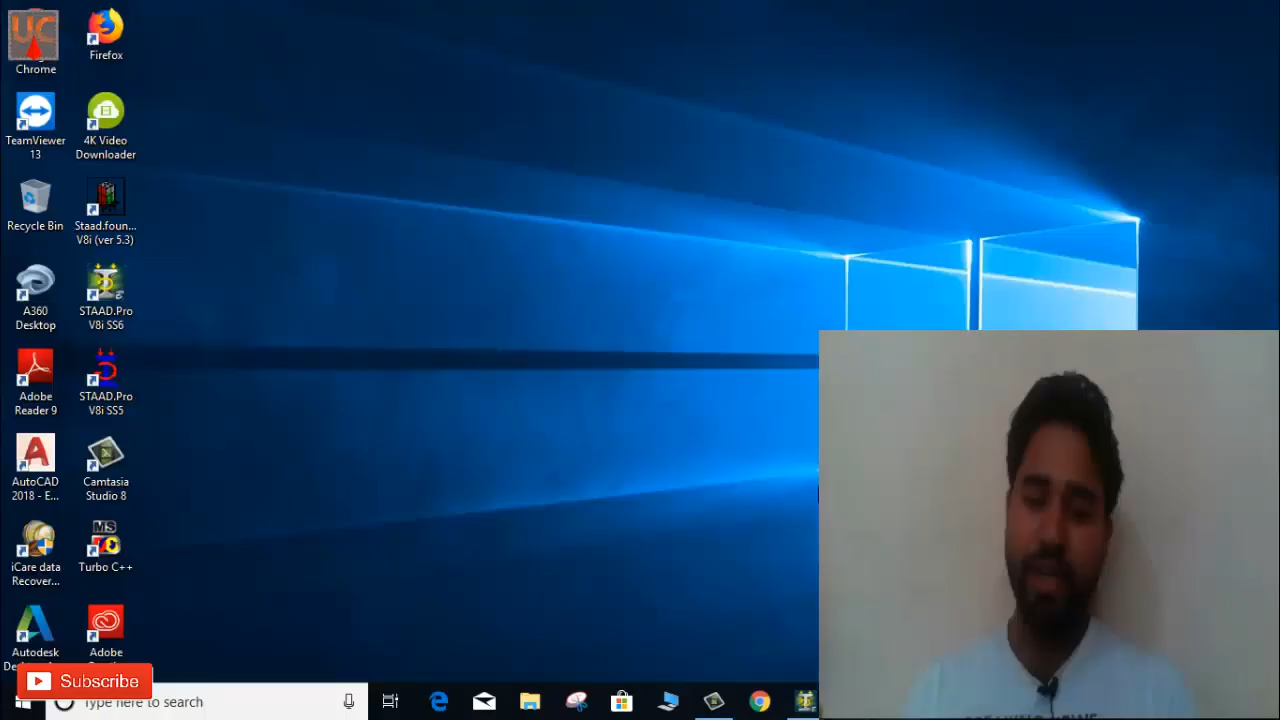 UC
Chrome
Firefox
TeamViewer
13
4K Video
Downloader
Recycle Bin
Staad.foun...
V8i (ver 5.3)
A360
Desktop
STAAD.Pro
V8i SS6
Adobe
Reader 9
STAAD.Pro
V8i SS5
AutoCAD
2018 - E...
Camtasia
Studio 8
iCare data
Recover...
MS
Turbo C++
Autodesk
Adobe
Subscribe
Type here to search